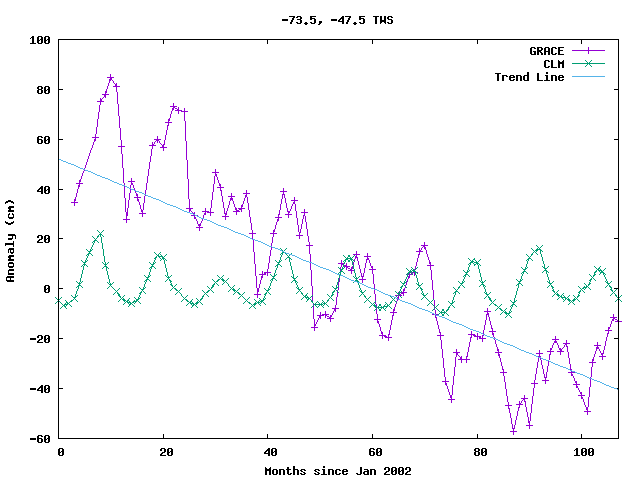 -73.5, -47.5 TWS
100
80
60
40
20
0
-20
-40
-60
Anomaly (cm)
GRACE
CLM
Trend Line
0 20 40 60 80 100
Months since Jan 2002